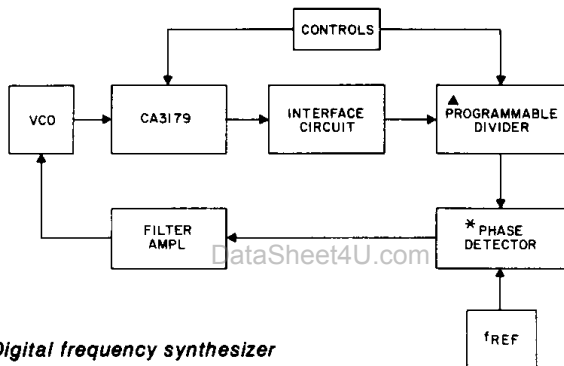 CONTROLS
VCO
CA3179
INTERFACE
CIRCUIT
▲
PROGRAMMABLE
DIVIDER
FILTER
AMPL
* PHASE
DETECTOR
DataSheet4U.com
fREF
Digital frequency synthesizer